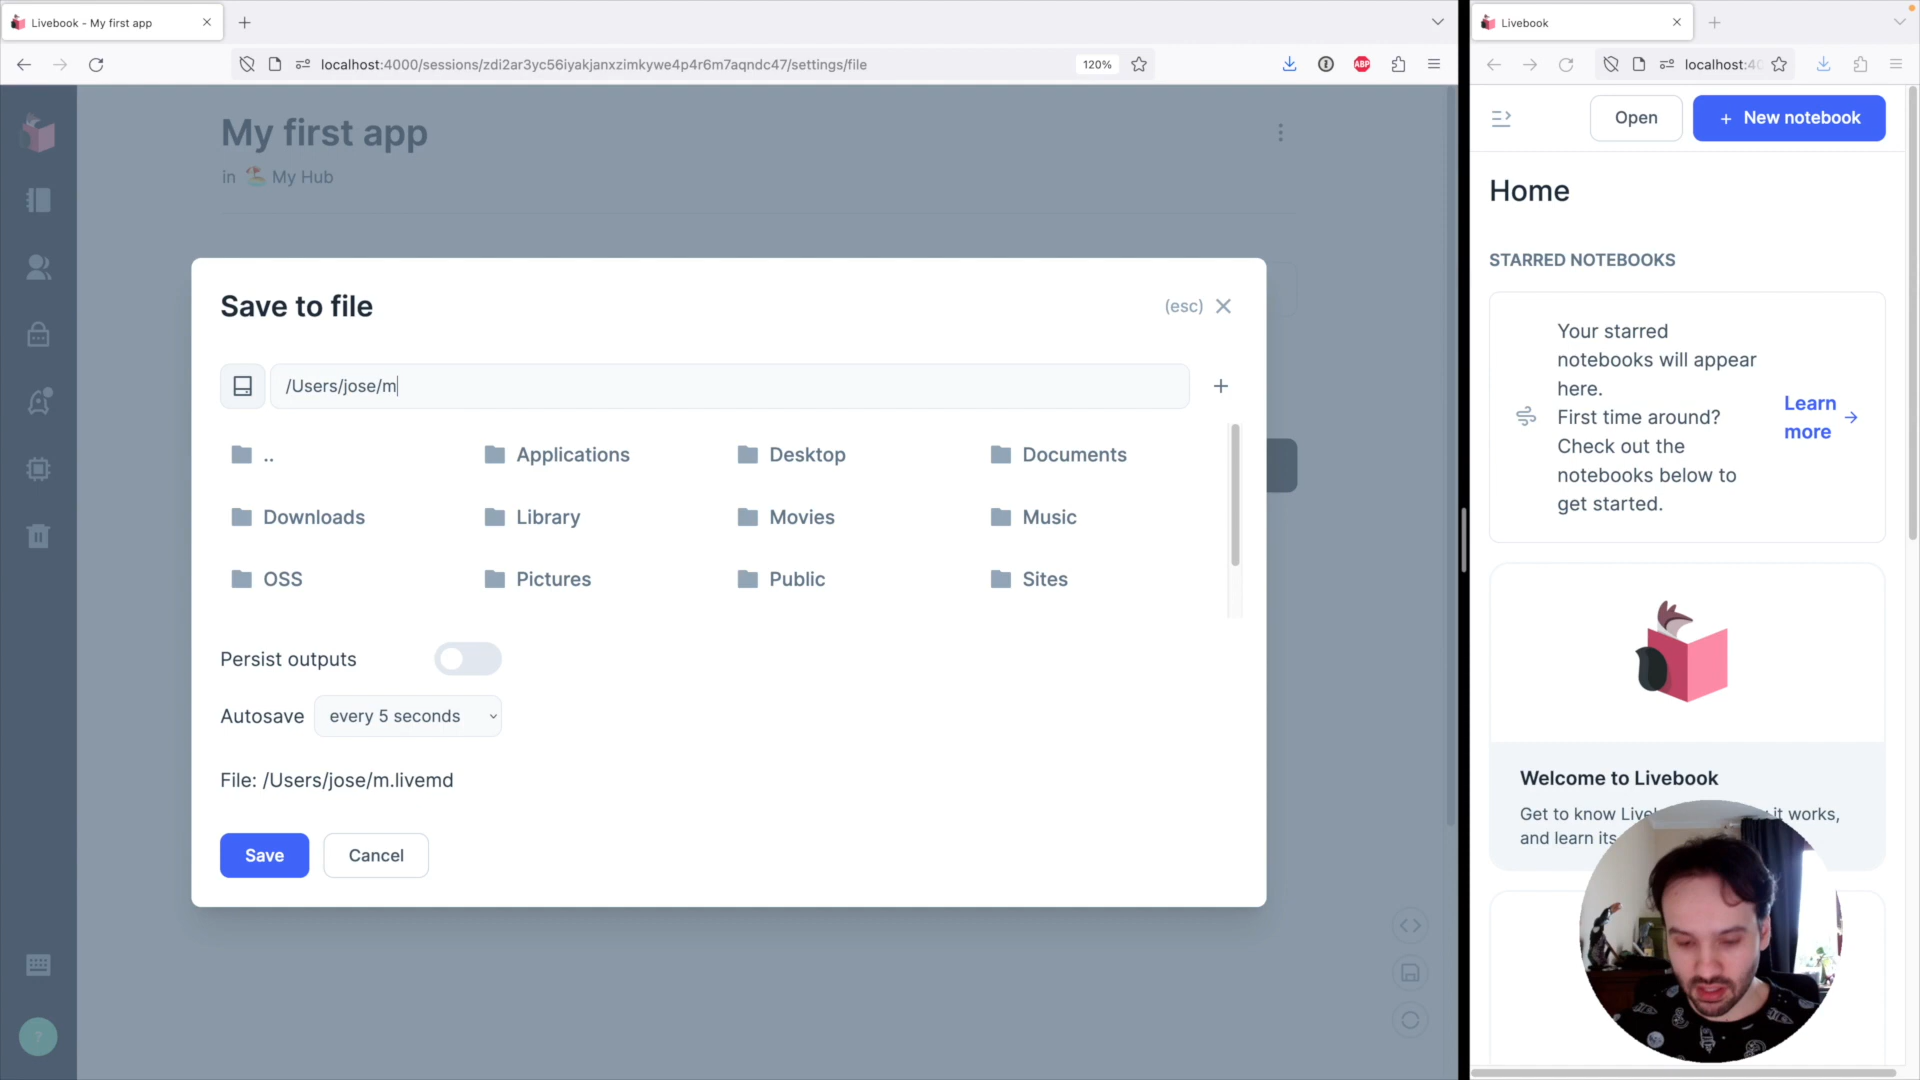 Livebook - My first app
localhost:4000/sessions/zdi2ar3yc56iyakjanxzimkywe4p4r6m7aqndc47/settings/file
120%
ABP
My first app
in 🏖️ My Hub
Save to file
(esc)
/Users/jose/m
..
Applications
Desktop
Documents
Downloads
Library
Movies
Music
OSS
Pictures
Public
Sites
Persist outputs
Autosave
every 5 seconds
File: /Users/jose/m.livemd
Save
Cancel
?
Livebook
localhost:40
Open
+ New notebook
Home
STARRED NOTEBOOKS
Your starred
notebooks will appear
here.
First time around?
Check out the
notebooks below to
get started.
Learn
more
Welcome to Livebook
Get to know it works,
and learn its